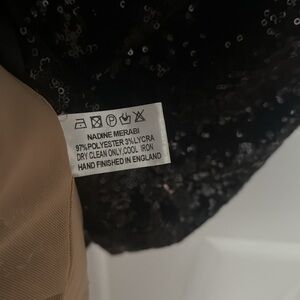 NADINE MERABI
97%POLYESTER 3%LYCRA
DRY CLEAN ONLY,COOL IRON
HAND FINISHED IN ENGLAND